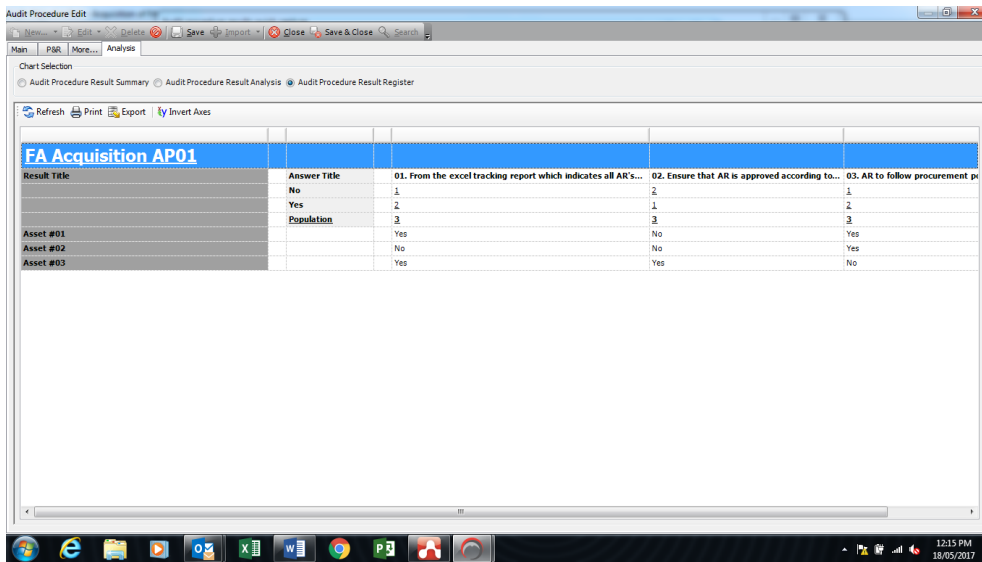 Audit Procedure Edit
New... Edit Delete Save Import Close Save & Close Search
Main P&R More... Analysis
Chart Selection
Audit Procedure Result Summary Audit Procedure Result Analysis Audit Procedure Result Register
Refresh Print Export Invert Axes
FA Acquisition AP01
Result Title Answer Title 01. From the excel tracking report which indicates all AR's... 02. Ensure that AR is approved according to... 03. AR to follow procurement
No 1 2 1
Yes 2 1 2
Population 3 3 3
Asset #01 Yes No Yes
Asset #02 No No Yes
Asset #03 Yes Yes No
12:15 PM
18/05/2017